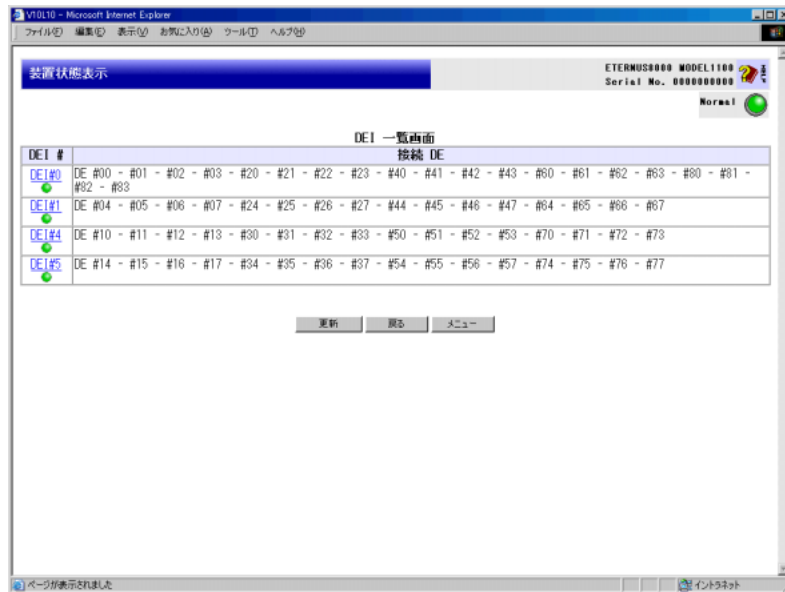 V10L10 - Microsoft Internet Explorer
ファイル(F) 編集(E) 表示(V) お気に入り(A) ツール(T) ヘルプ(H)
装置状態表示
ETERNUS8000 MODEL1100
Serial No. 0000000000
ヘルプ
Normal
DEI 一覧画面
DEI # 接続 DE
DEI#0 DE #00 - #01 - #02 - #03 - #20 - #21 - #22 - #23 - #40 - #41 - #42 - #43 - #60 - #61 - #62 - #63 - #80 - #81 -
#82 - #83
DEI#1 DE #04 - #05 - #06 - #07 - #24 - #25 - #26 - #27 - #44 - #45 - #46 - #47 - #64 - #65 - #66 - #67
DEI#4 DE #10 - #11 - #12 - #13 - #30 - #31 - #32 - #33 - #50 - #51 - #52 - #53 - #70 - #71 - #72 - #73
DEI#5 DE #14 - #15 - #16 - #17 - #34 - #35 - #36 - #37 - #54 - #55 - #56 - #57 - #74 - #75 - #76 - #77
更新 戻る メニュー
ページが表示されました イントラネット